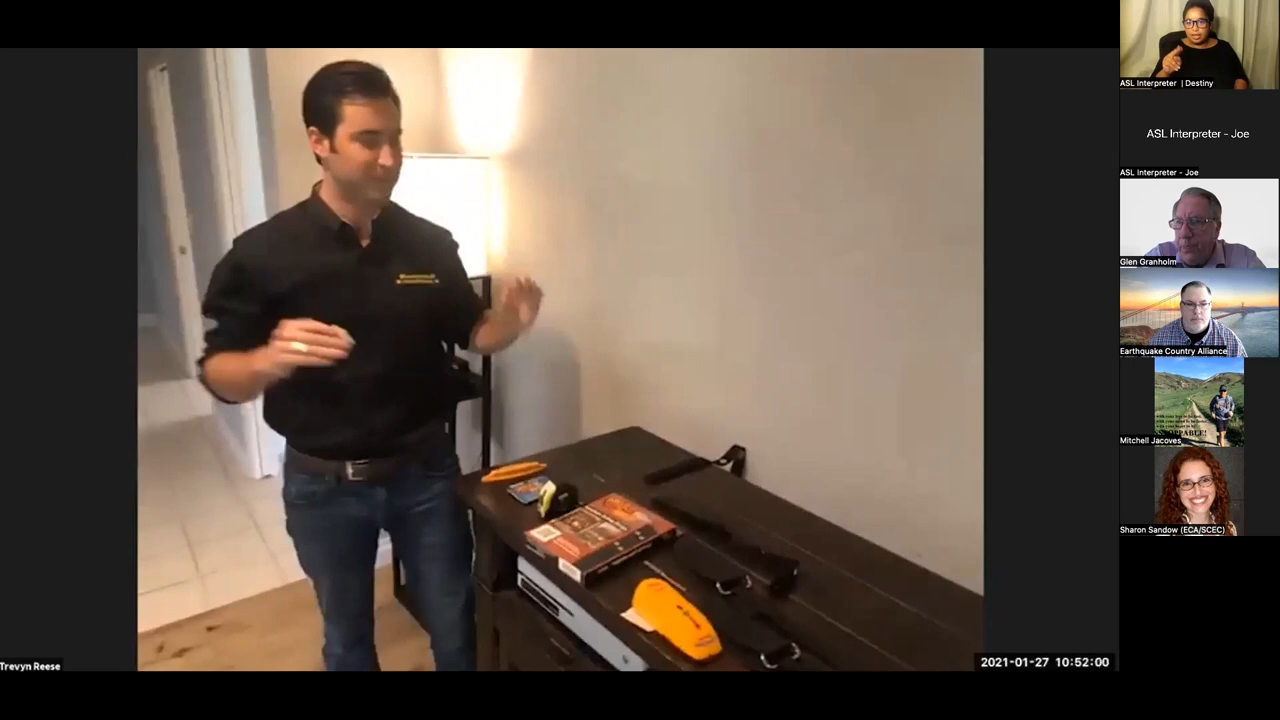 ASL Interpreter | Destiny
ASL Interpreter - Joe
ASL Interpreter - Joe
Glen Granholm
Earthquake Country Alliance
Mitchell Jacoves
Sharon Sandow (ECA/SCEC)
Trevyn Reese
2021-01-27 10:52:00